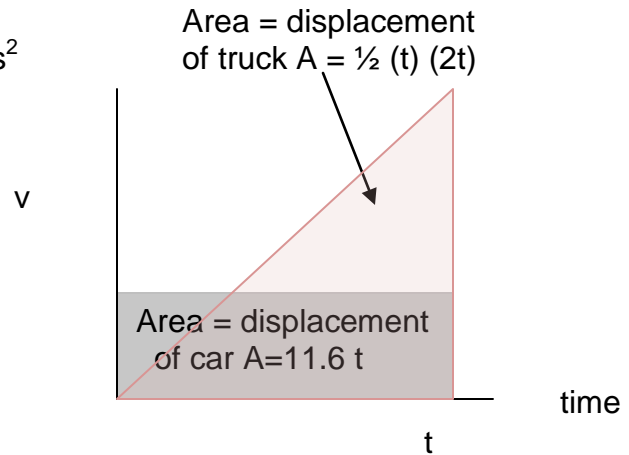 Area = displacement
s²
of truck A = ½ (t) (2t)
v
Area = displacement
of car A=11.6 t
time
t